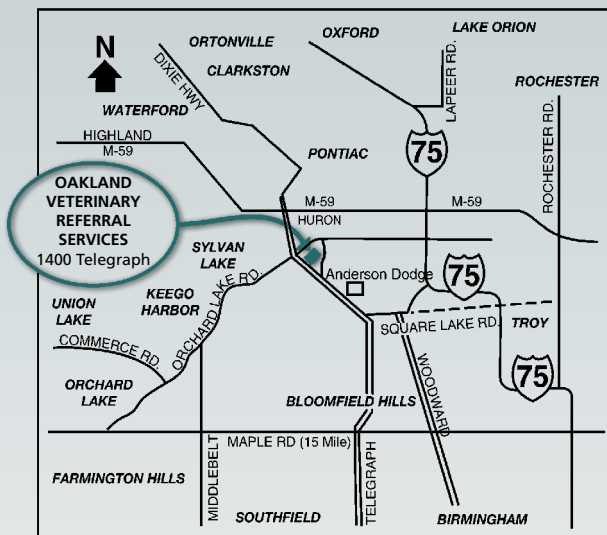 N
ORTONVILLE
OXFORD
LAKE ORION
DIXIE HWY
CLARKSTON
LAPEER RD.
ROCHESTER
WATERFORD
ROCHESTER RD.
HIGHLAND
M-59
PONTIAC
75
OAKLAND
VETERINARY
REFERRAL
SERVICES
1400 Telegraph
M-59
HURON
M-59
SYLVAN
LAKE
Anderson Dodge
75
KEEGO
HARBOR
ORCHARD LAKE RD.
UNION
LAKE
SQUARE LAKE RD.
TROY
COMMERCE RD.
WOODWARD
75
ORCHARD
LAKE
BLOOMFIELD HILLS
MAPLE RD (15 Mile)
MIDDLEBELT
TELEGRAPH
FARMINGTON HILLS
SOUTHFIELD
BIRMINGHAM